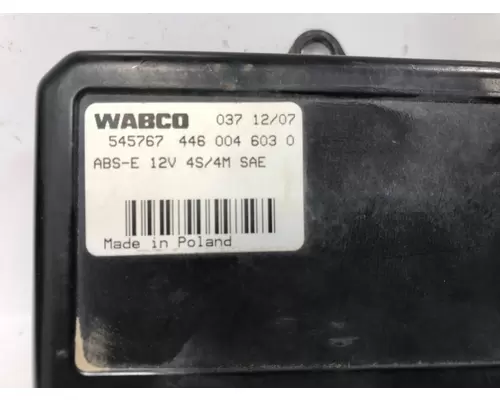 WABCO 037 12/07
545767 446 004 603 0
ABS-E 12V 4S/4M SAE
Made in Poland